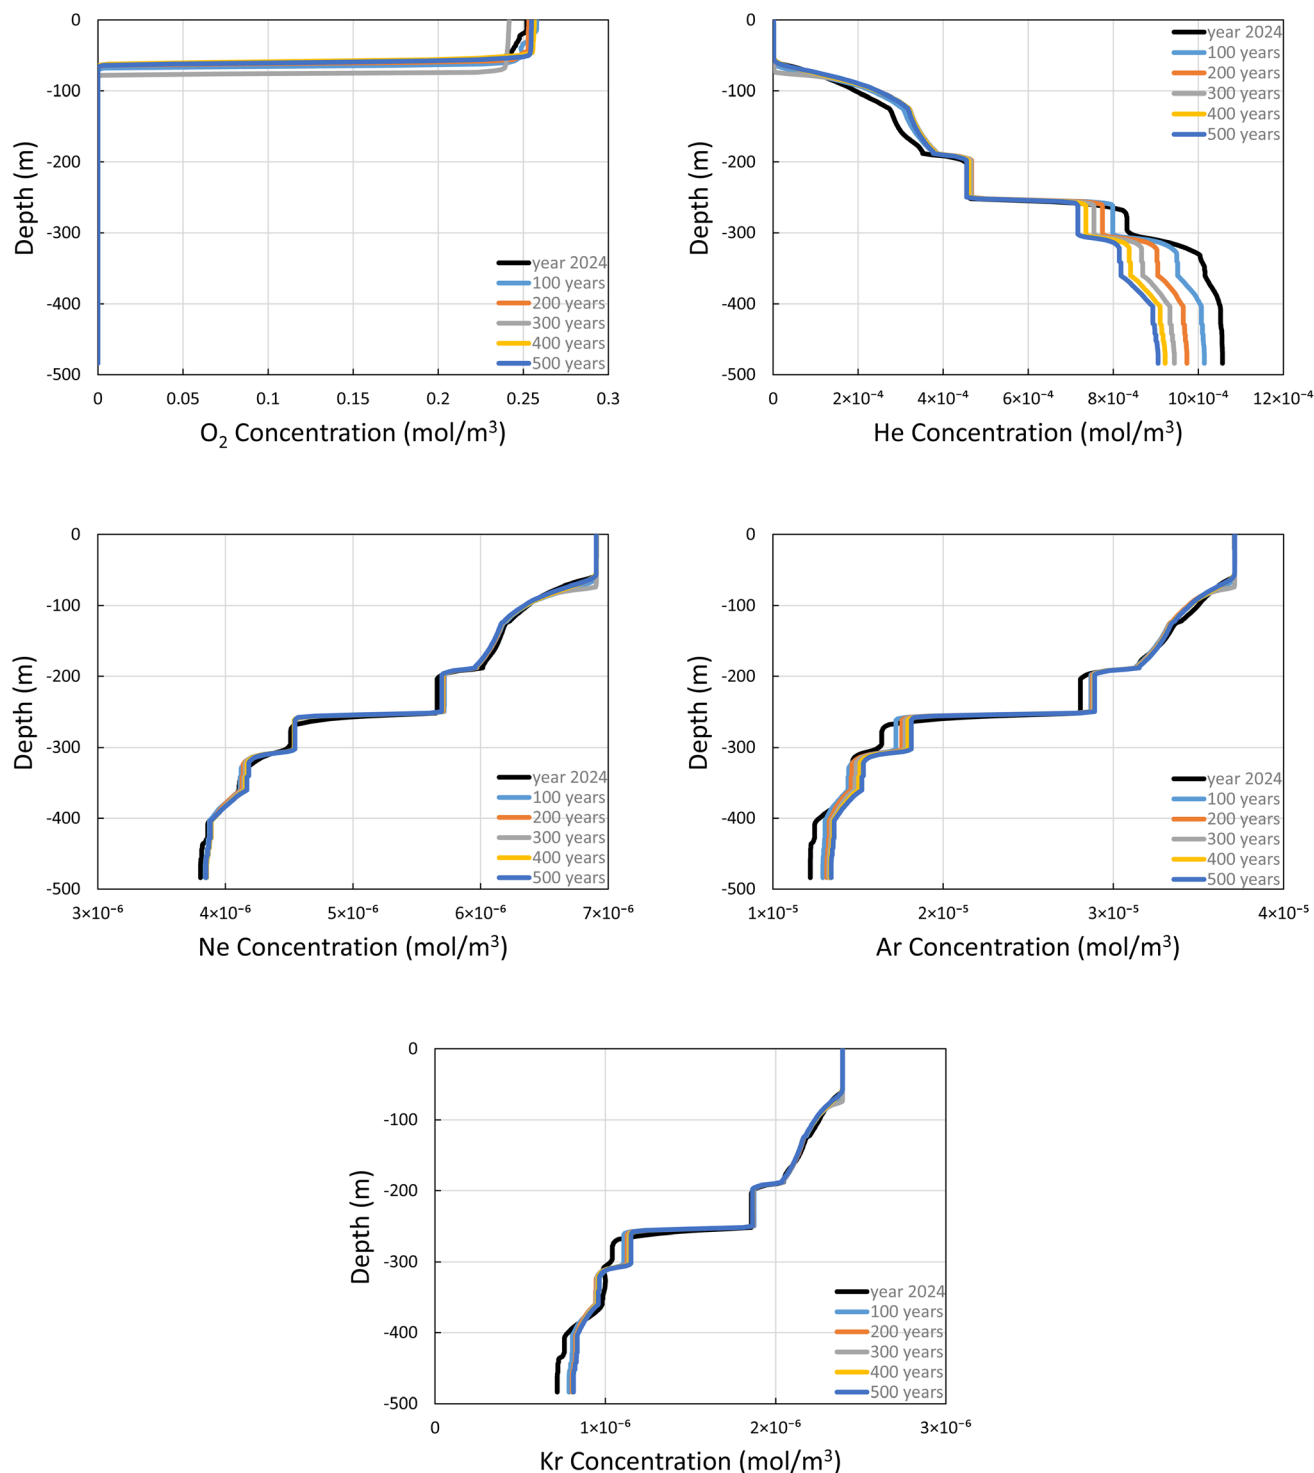 0
-100
-200
-300
-400
-500
Depth (m)
year 2024
100 years
200 years
300 years
400 years
500 years
0 0.05 0.1 0.15 0.2 0.25 0.3
O₂ Concentration (mol/m³)
0
-100
-200
-300
-400
-500
Depth (m)
year 2024
100 years
200 years
300 years
400 years
500 years
0 2×10⁻⁴ 4×10⁻⁴ 6×10⁻⁴ 8×10⁻⁴ 10×10⁻⁴ 12×10⁻⁴
He Concentration (mol/m³)
0
-100
-200
-300
-400
-500
Depth (m)
year 2024
100 years
200 years
300 years
400 years
500 years
3×10⁻⁶ 4×10⁻⁶ 5×10⁻⁶ 6×10⁻⁶ 7×10⁻⁶
Ne Concentration (mol/m³)
0
-100
-200
-300
-400
-500
Depth (m)
year 2024
100 years
200 years
300 years
400 years
500 years
1×10⁻⁵ 2×10⁻⁵ 3×10⁻⁵ 4×10⁻⁵
Ar Concentration (mol/m³)
0
-100
-200
-300
-400
-500
Depth (m)
year 2024
100 years
200 years
300 years
400 years
500 years
0 1×10⁻⁶ 2×10⁻⁶ 3×10⁻⁶
Kr Concentration (mol/m³)